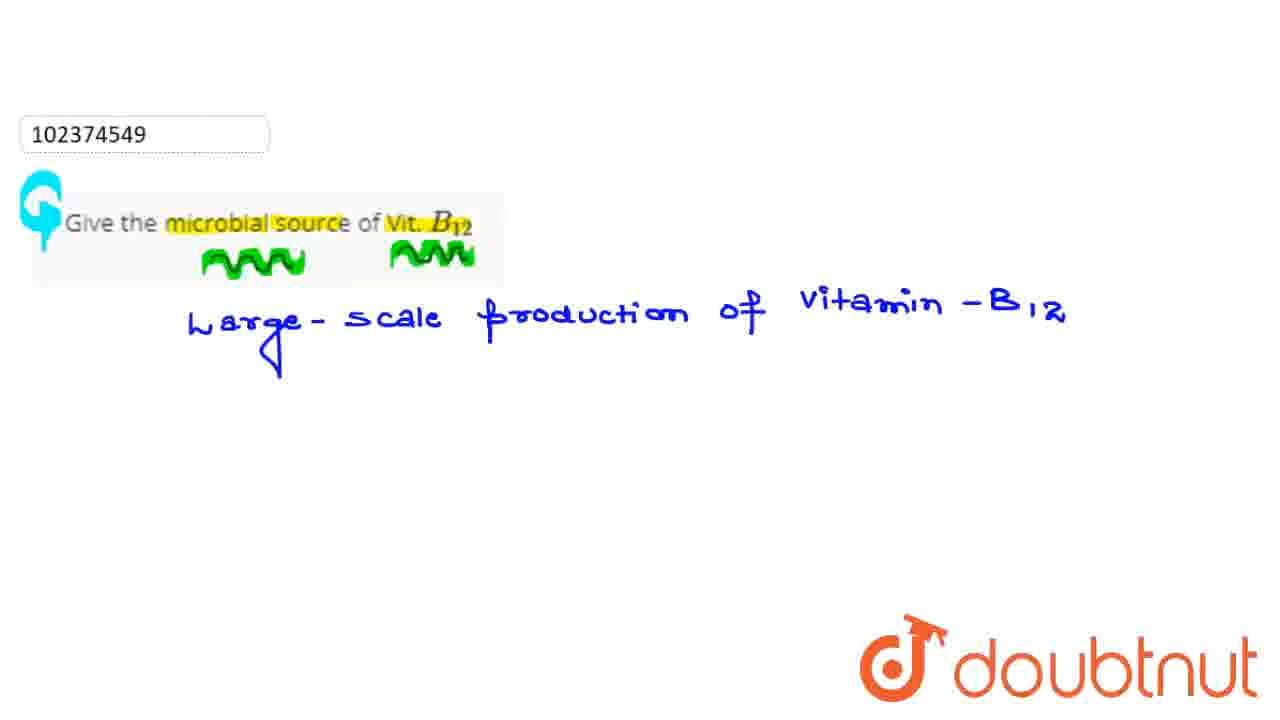 102374549
Give the microbial source of Vit. B₁₂
Large-scale production of vitamin-B₁₂
doubtnut